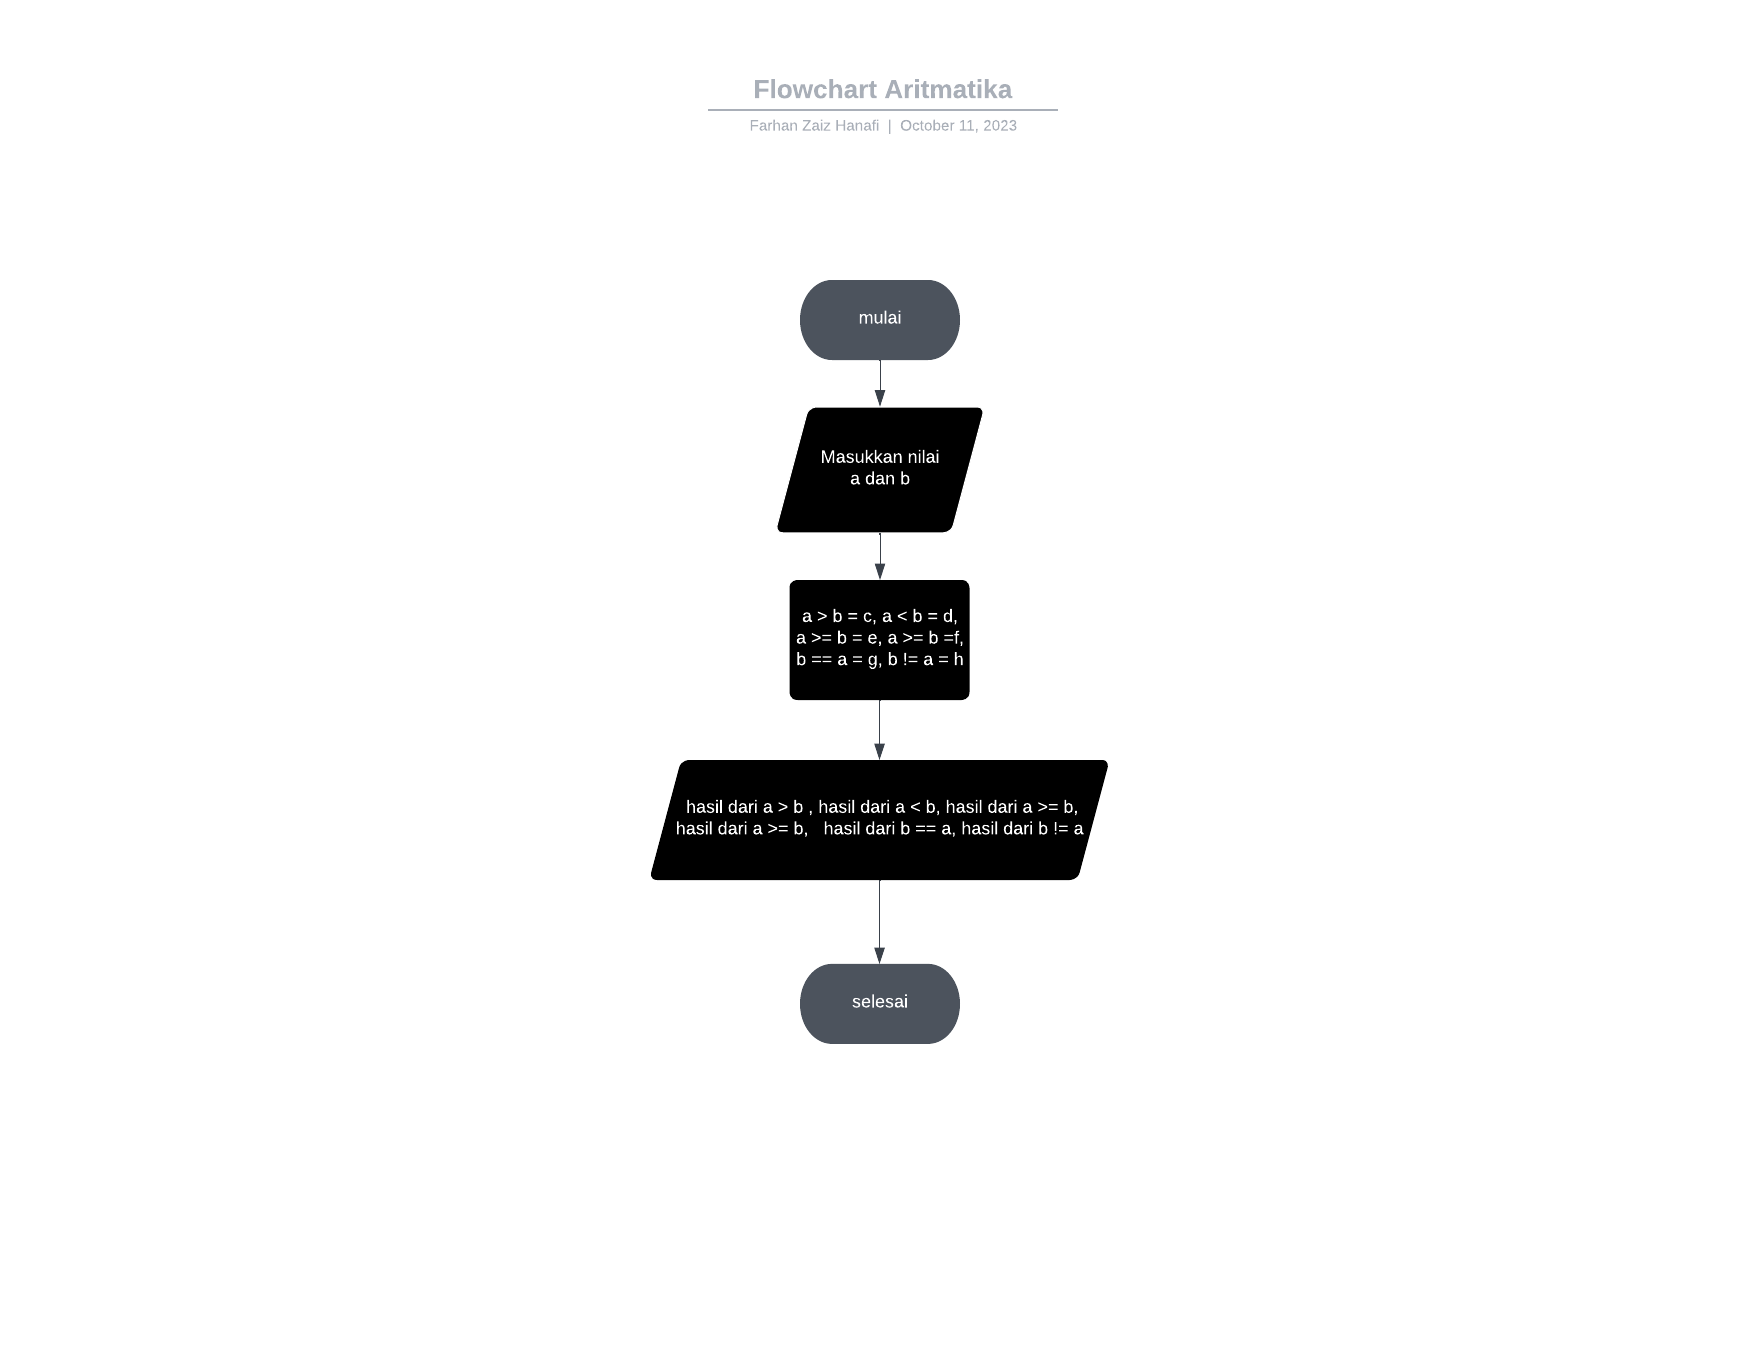 Flowchart Aritmatika
Farhan Zaiz Hanafi | October 11, 2023
mulai
Masukkan nilai
a dan b
a > b = c, a < b = d,
a >= b = e, a >= b =f,
b == a = g, b != a = h
hasil dari a > b , hasil dari a < b, hasil dari a >= b,
hasil dari a >= b,   hasil dari b == a, hasil dari b != a
selesai